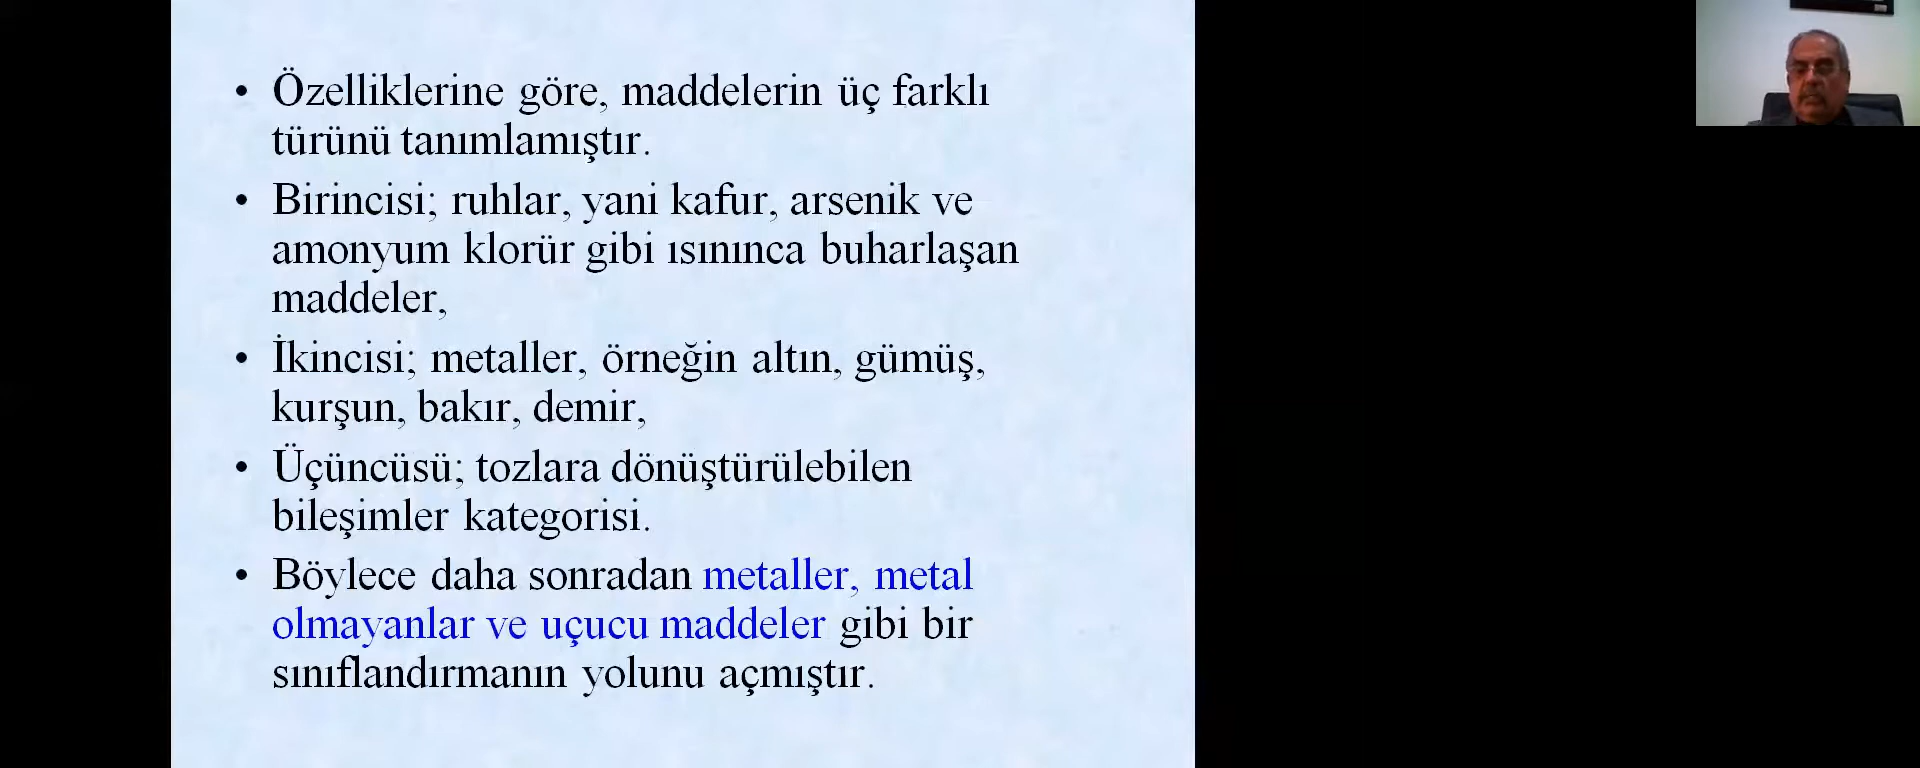 • Özelliklerine göre, maddelerin üç farklı
türünü tanımlamıştır.
• Birincisi; ruhlar, yani kafur, arsenik ve
amonyum klorür gibi ısınınca buharlaşan
maddeler,
• İkincisi; metaller, örneğin altın, gümüş,
kurşun, bakır, demir,
• Üçüncüsü; tozlara dönüştürülebilen
bileşimler kategorisi.
• Böylece daha sonradan metaller, metal
olmayanlar ve uçucu maddeler gibi bir
sınıflandırmanın yolunu açmıştır.